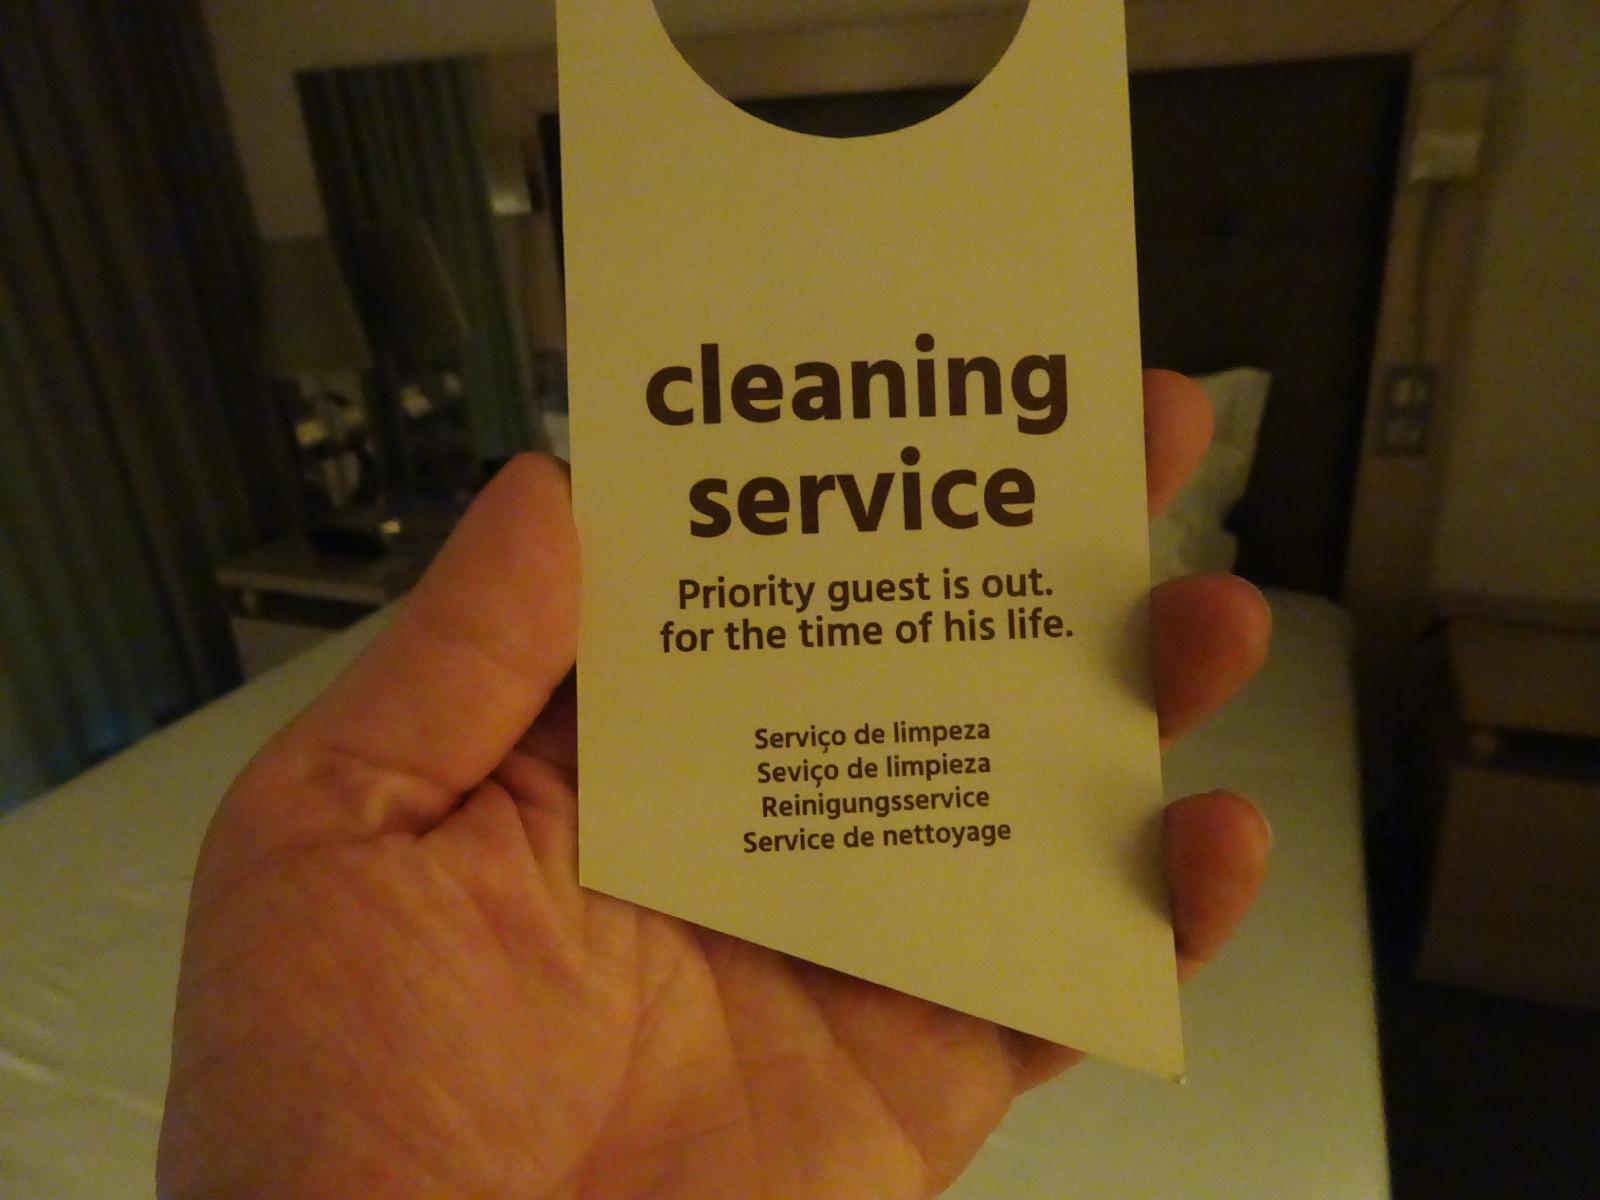 cleaning
service
Priority guest is out.
for the time of his life.
Serviço de limpeza
Seviço de limpieza
Reinigungsservice
Service de nettoyage